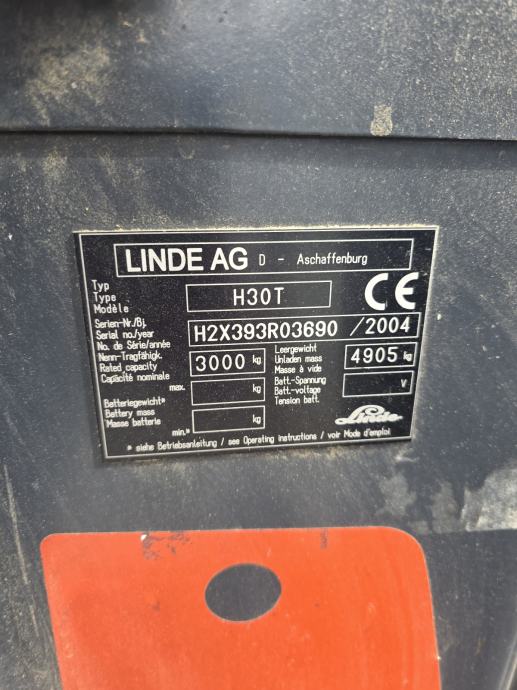 LINDE AG D - Aschaffenburg
Typ
Type
Modèle
H30T
CE
Serien-Nr./Bj.
Serial no./year
No. de Série/année
H2X393R03690 /2004
Nenn-Tragfähigk.
Rated capacity
Capacité nominale
3000 kg
Leergewicht
Unladen mass
Masse à vide
4905 kg
Batteriegewicht*
Battery mass
Masse batterie
max. kg
min.* kg
Batt.-Spannung
Batt.-voltage
Tension batt.
V
Linde
* siehe Betriebsanleitung / see Operating Instructions / voir Mode d'emploi